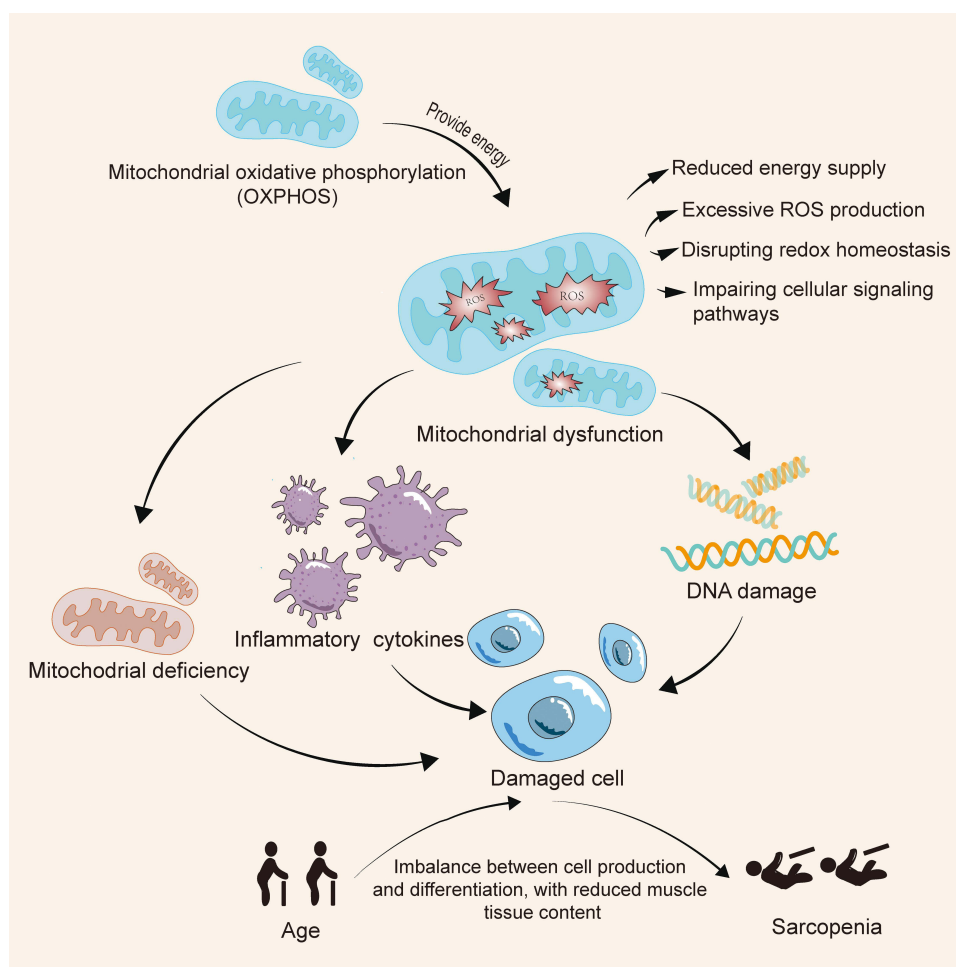 Provide energy
Mitochondrial oxidative phosphorylation
(OXPHOS)
Reduced energy supply
Excessive ROS production
Disrupting redox homeostasis
Impairing cellular signaling
pathways
ROS
ROS
Mitochondrial dysfunction
DNA damage
Inflammatory cytokines
Mitochodrial deficiency
Damaged cell
Imbalance between cell production
and differentiation, with reduced muscle
tissue content
Age
Sarcopenia